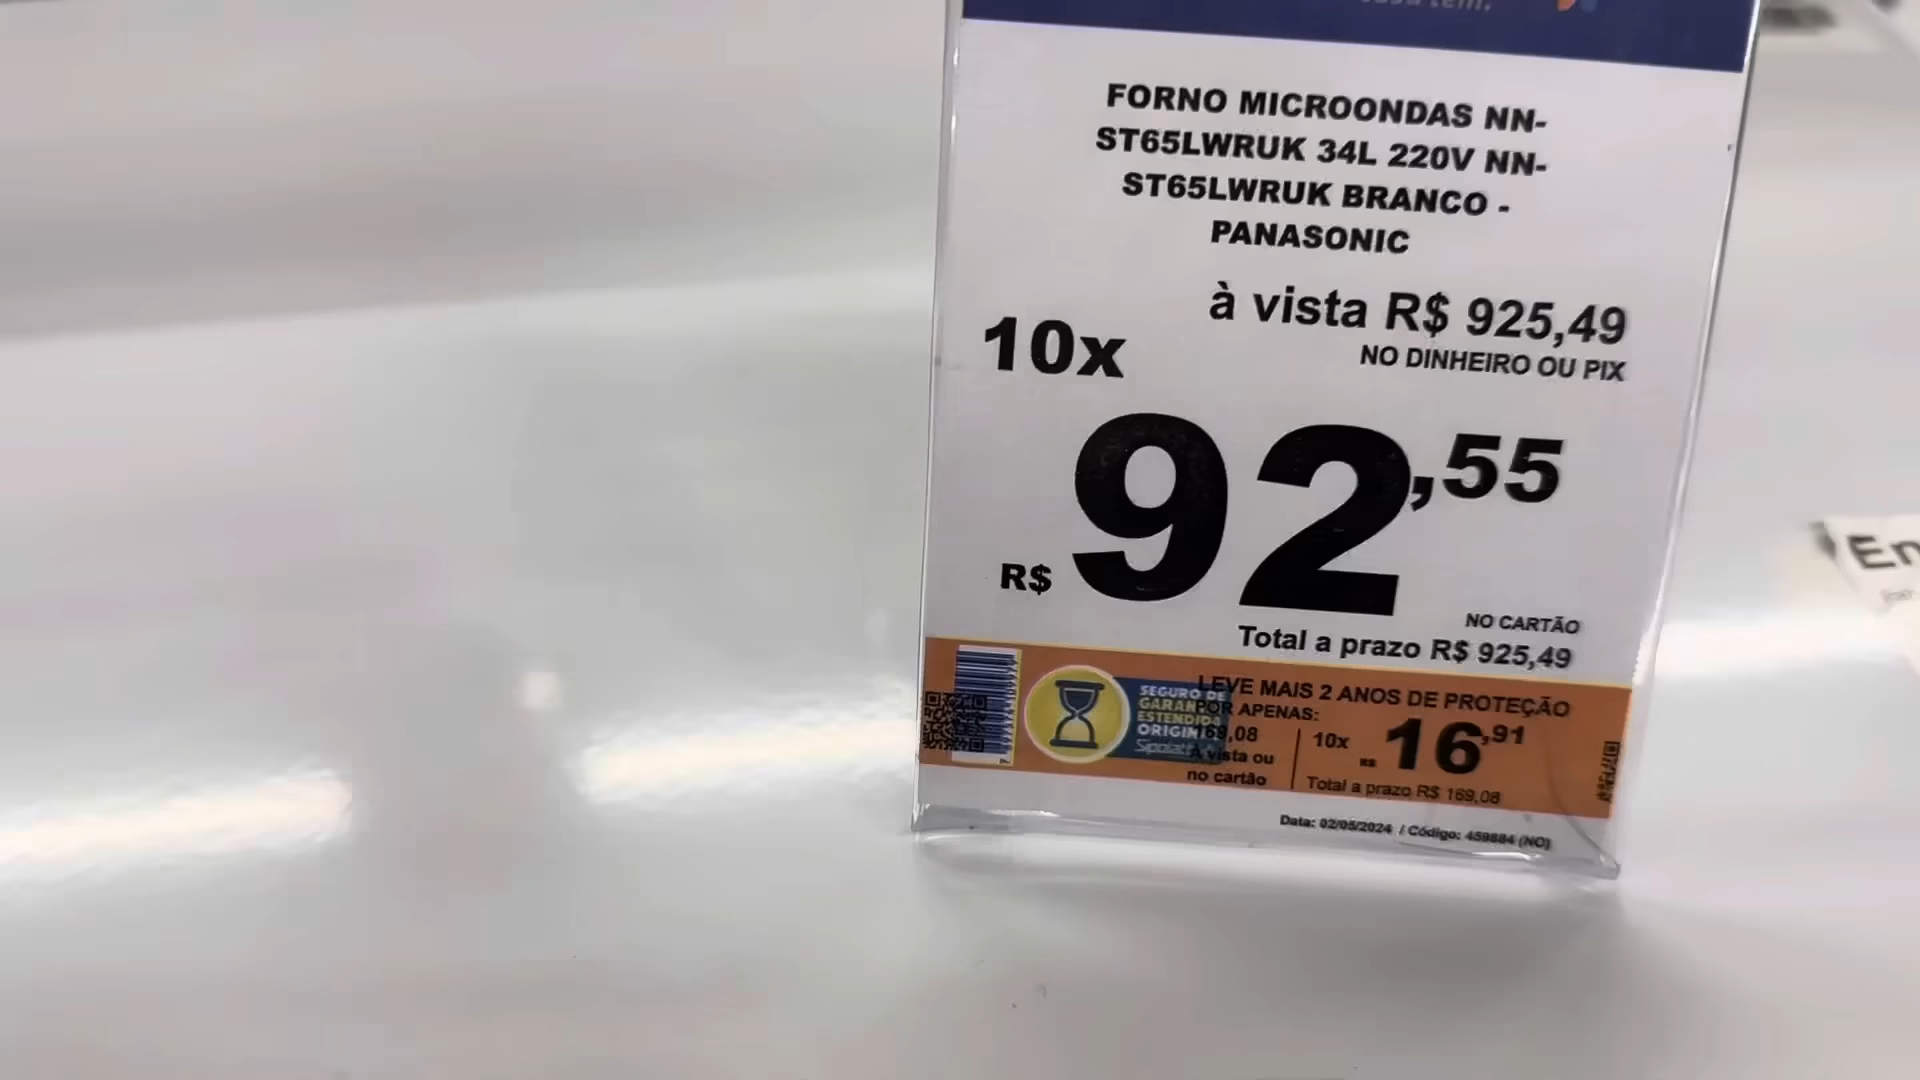 FORNO MICROONDAS NN-
ST65LWRUK 34L 220V NN-
ST65LWRUK BRANCO -
PANASONIC
à vista R$ 925,49
NO DINHEIRO OU PIX
10x
R$ 92,55
NO CARTÃO
Total a prazo R$ 925,49
LEVE MAIS 2 ANOS DE PROTEÇÃO
POR APENAS:
SEGURO DE
ESTENDIDA
169,08
À vista ou
no cartão
10x R$ 16,91
Total a prazo R$ 169,08
Data: 02/05/2024 / Código: 459884 (NO)
En